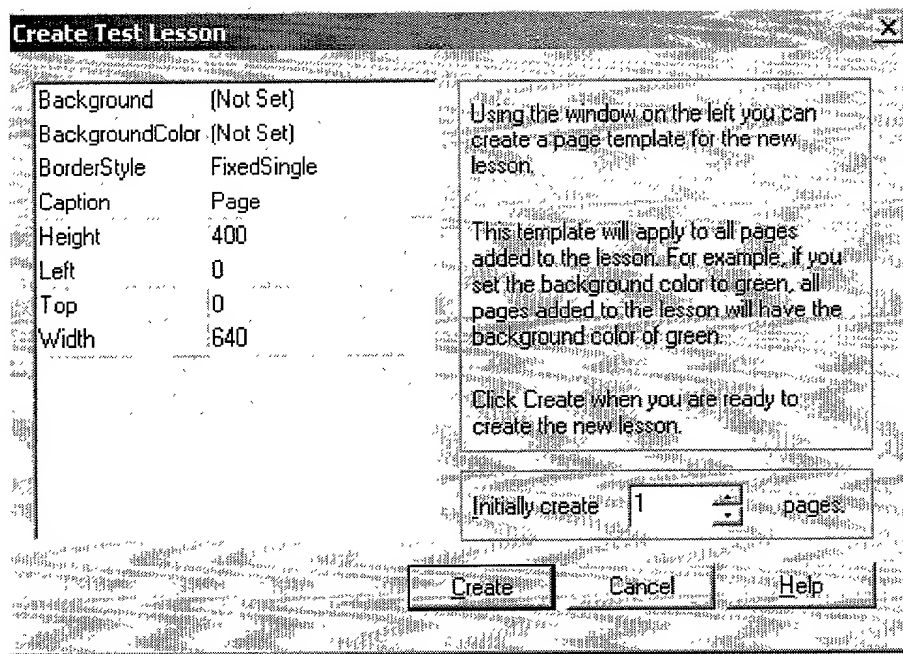 Create Test Lesson
Background (Not Set)
BackgroundColor (Not Set)
BorderStyle FixedSingle
Caption Page
Height 400
Left 0
Top 0
Width 640
Using the window on the left you can
create a page template for the new
lesson.
This template will apply to all pages
added to the lesson. For example, if you
set the background color to green, all
pages added to the lesson will have the
background color of green.
Click Create when you are ready to
create the new lesson.
Initially create 1 pages.
Create Cancel Help